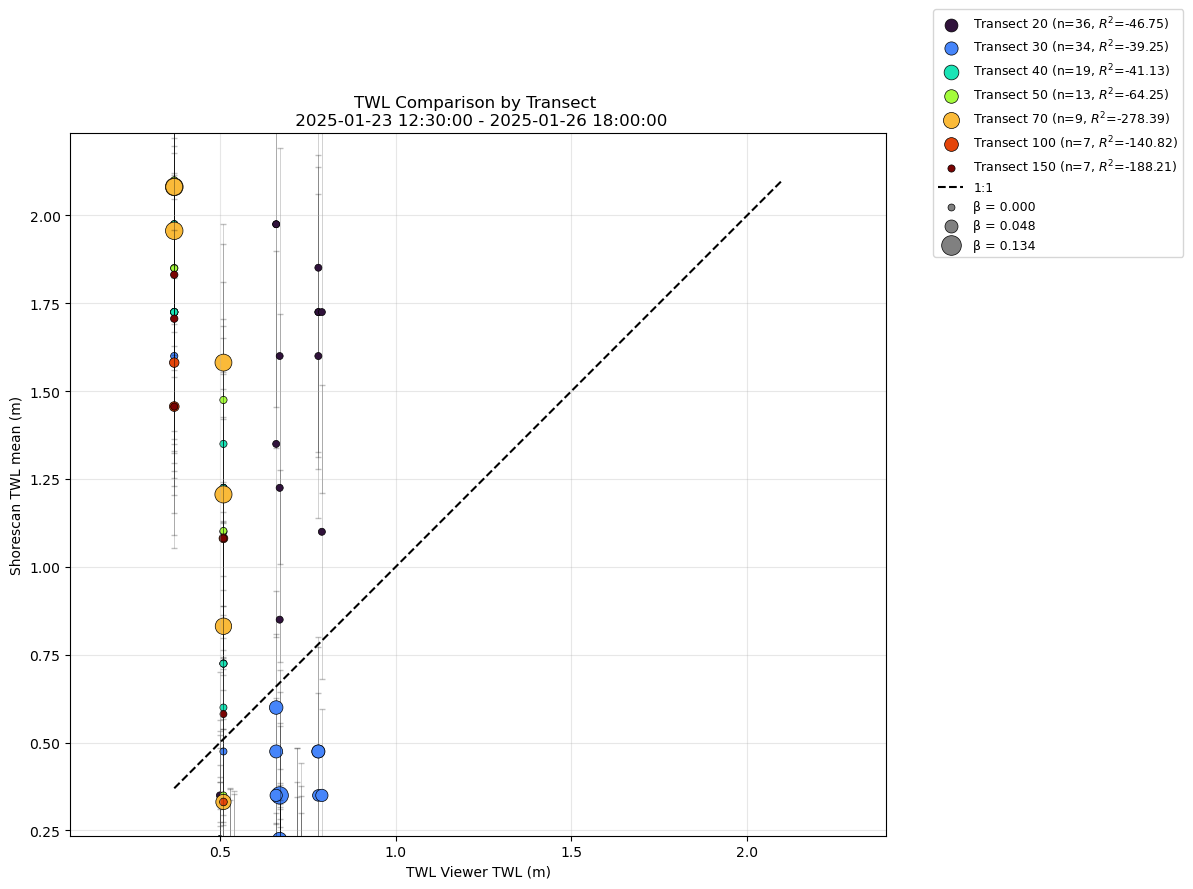 TWL Comparison by Transect
2025-01-23 12:30:00 - 2025-01-26 18:00:00
Shorescan TWL mean (m)
2.00
1.75
1.50
1.25
1.00
0.75
0.50
0.25
0.5
1.0
1.5
2.0
TWL Viewer TWL (m)
Transect 20 (n=36, R²=-46.75)
Transect 30 (n=34, R²=-39.25)
Transect 40 (n=19, R²=-41.13)
Transect 50 (n=13, R²=-64.25)
Transect 70 (n=9, R²=-278.39)
Transect 100 (n=7, R²=-140.82)
Transect 150 (n=7, R²=-188.21)
1:1
β = 0.000
β = 0.048
β = 0.134